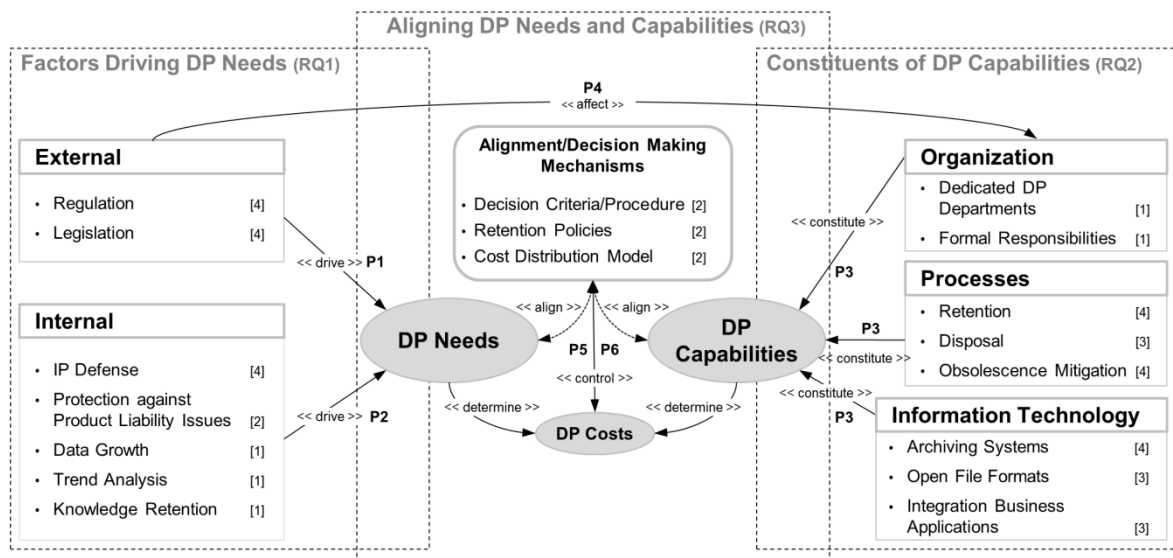 Aligning DP Needs and Capabilities (RQ3)
Factors Driving DP Needs (RQ1)
Constituents of DP Capabilities (RQ2)
P4
<< affect >>
External
• Regulation [4]
• Legislation [4]
<< drive >> P1
Internal
• IP Defense [4]
• Protection against
Product Liability Issues [2]
• Data Growth [1]
• Trend Analysis [1]
• Knowledge Retention [1]
<< drive >> P2
Alignment/Decision Making
Mechanisms
• Decision Criteria/Procedure [2]
• Retention Policies [2]
• Cost Distribution Model [2]
<< align >> << align >>
DP Needs
P5 P6
<< control >>
DP
Capabilities
<< determine >> << determine >>
DP Costs
Organization
• Dedicated DP
Departments [1]
• Formal Responsibilities [1]
<< constitute >>
P3
Processes
• Retention [4]
• Disposal [3]
• Obsolescence Mitigation [4]
P3
<< constitute >>
Information Technology
• Archiving Systems [4]
• Open File Formats [3]
• Integration Business
Applications [3]
<< constitute >>
P3